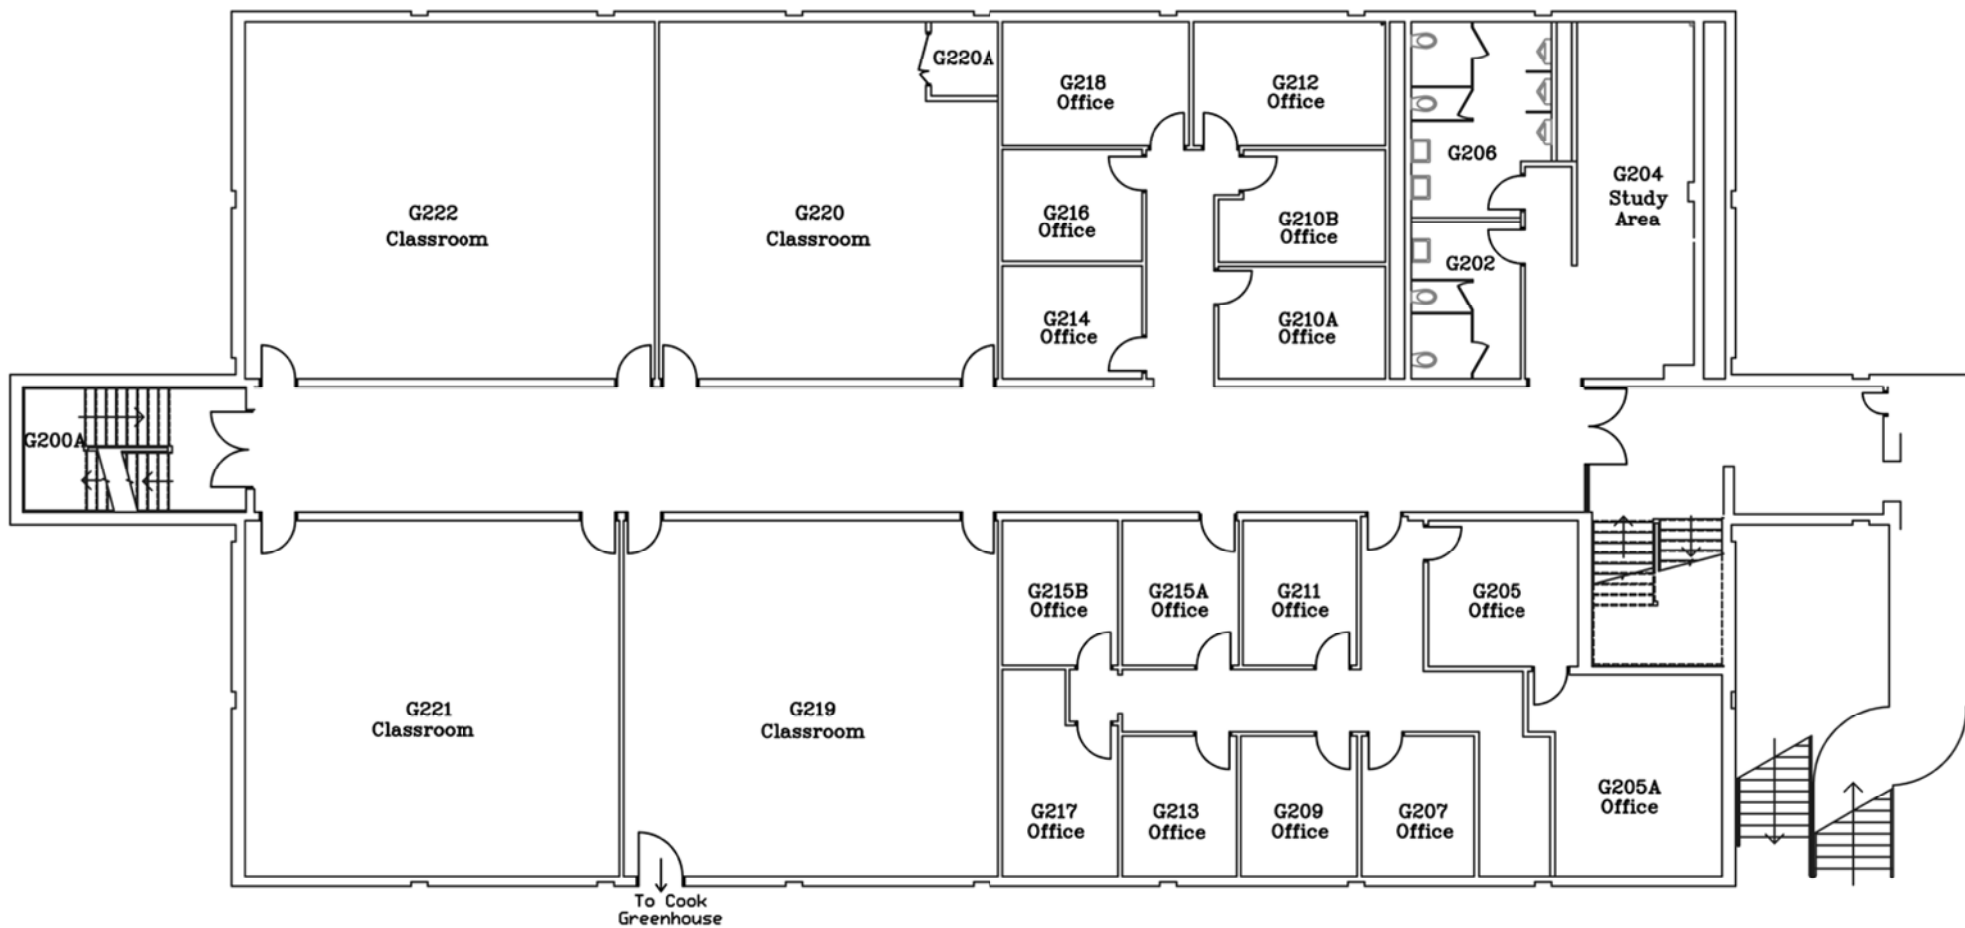 G220A
G218
Office
G212
Office
G206
G204
Study
Area
G222
Classroom
G220
Classroom
G216
Office
G210B
Office
G202
G214
Office
G210A
Office
G200A
G215B
Office
G215A
Office
G211
Office
G205
Office
G221
Classroom
G219
Classroom
G217
Office
G213
Office
G209
Office
G207
Office
G205A
Office
To Cook
Greenhouse